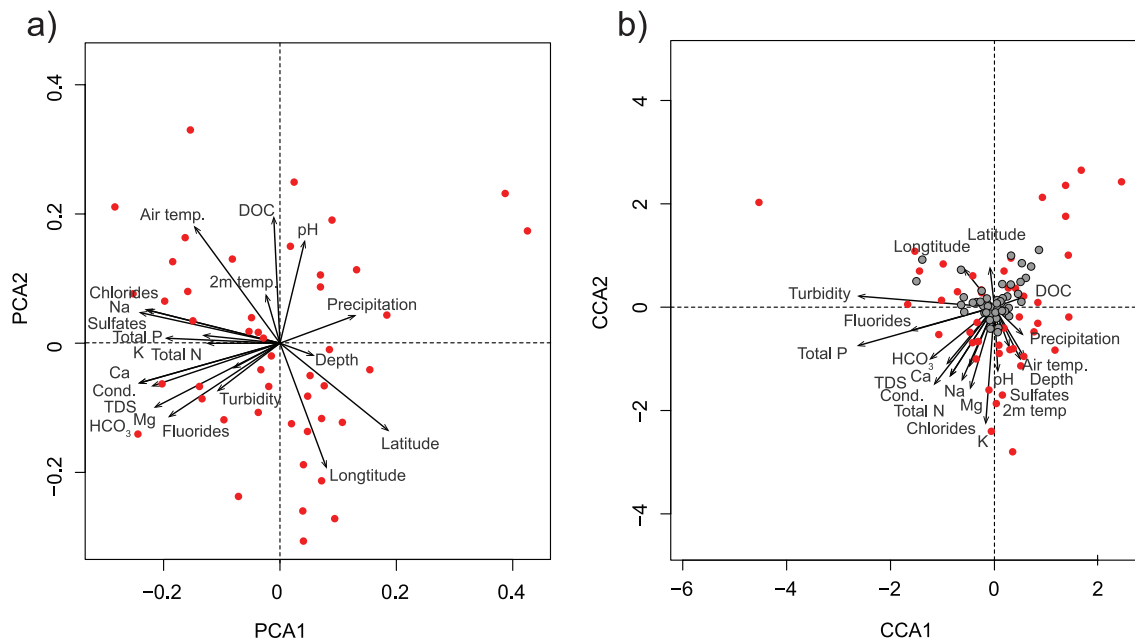 a)
0.4
0.2
0
−0.2
PCA2
−0.2
0
0.2
0.4
PCA1
Air temp.
DOC
pH
2m temp.
Precipitation
Chlorides
Na
Sulfates
Total P
K
Total N
Depth
Ca
Cond.
TDS
Turbidity
HCO3
Mg
Fluorides
Latitude
Longtitude
b)
4
2
0
−2
−4
CCA2
−6
−4
−2
0
2
CCA1
Latitude
Longtitude
Turbidity
DOC
Fluorides
Precipitation
Total P
HCO3
Air temp.
Ca
pH
Depth
TDS
Cond.
Na
Mg
Sulfates
Total N
2m temp
Chlorides
K